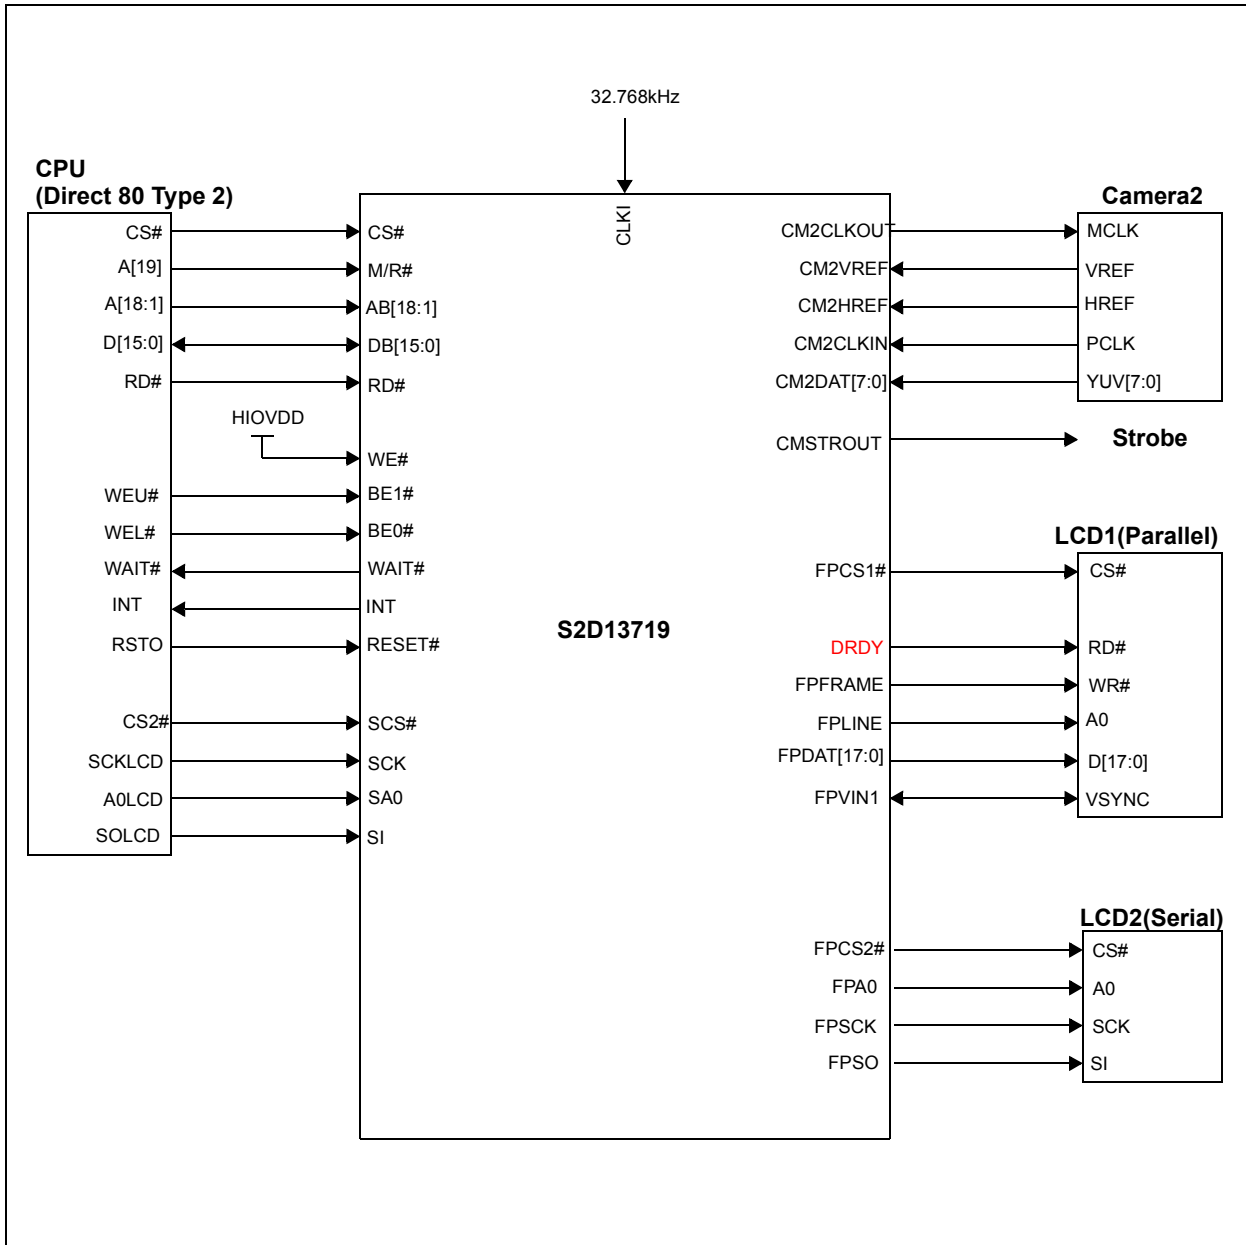 32.768kHz
CPU
(Direct 80 Type 2)
CS#
A[19]
A[18:1]
D[15:0]
RD#
HIOVDD
WEU#
WEL#
WAIT#
INT
RSTO
CS2#
SCKLCD
A0LCD
SOLCD
CLKI
CS#
M/R#
AB[18:1]
DB[15:0]
RD#
WE#
BE1#
BE0#
WAIT#
INT
RESET#
SCS#
SCK
SA0
SI
S2D13719
CM2CLKOUT
CM2VREF
CM2HREF
CM2CLKIN
CM2DAT[7:0]
CMSTROUT
FPCS1#
DRDY
FPFRAME
FPLINE
FPDAT[17:0]
FPVIN1
FPCS2#
FPA0
FPSCK
FPSO
Camera2
MCLK
VREF
HREF
PCLK
YUV[7:0]
Strobe
LCD1(Parallel)
CS#
RD#
WR#
A0
D[17:0]
VSYNC
LCD2(Serial)
CS#
A0
SCK
SI